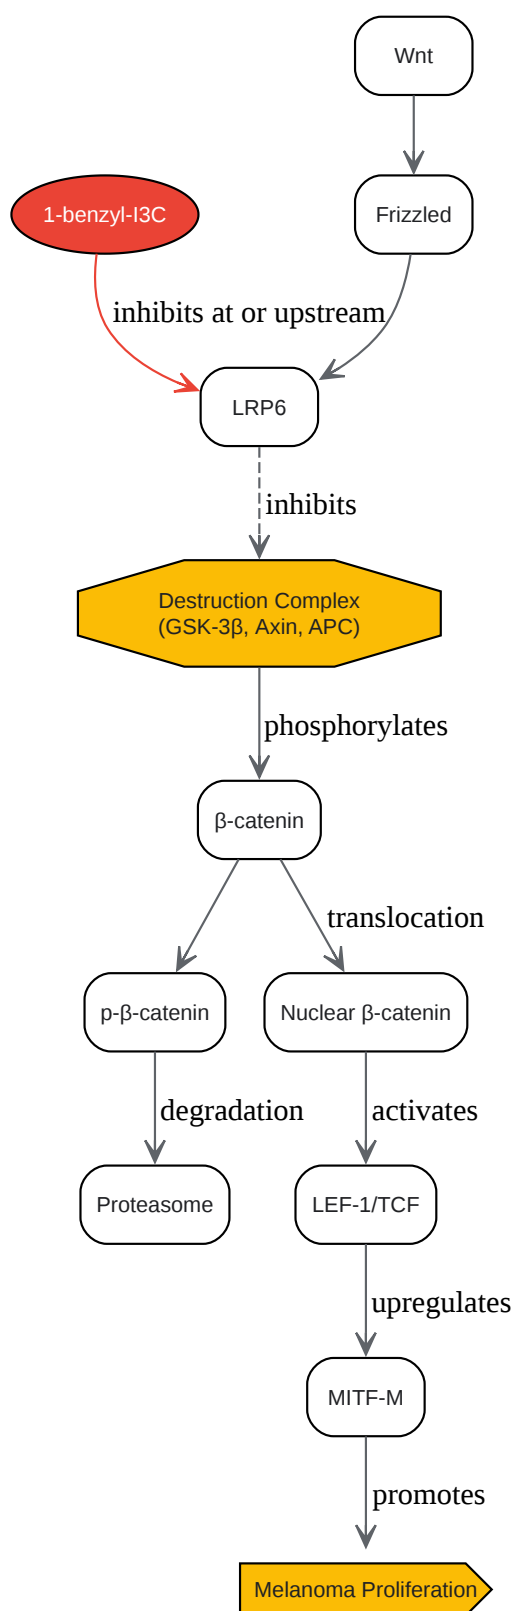 Wnt
1-benzyl-I3C
Frizzled
inhibits at or upstream
LRP6
inhibits
Destruction Complex
(GSK-3β, Axin, APC)
phosphorylates
β-catenin
translocation
p-β-catenin
Nuclear β-catenin
degradation
activates
Proteasome
LEF-1/TCF
upregulates
MITF-M
promotes
Melanoma Proliferation